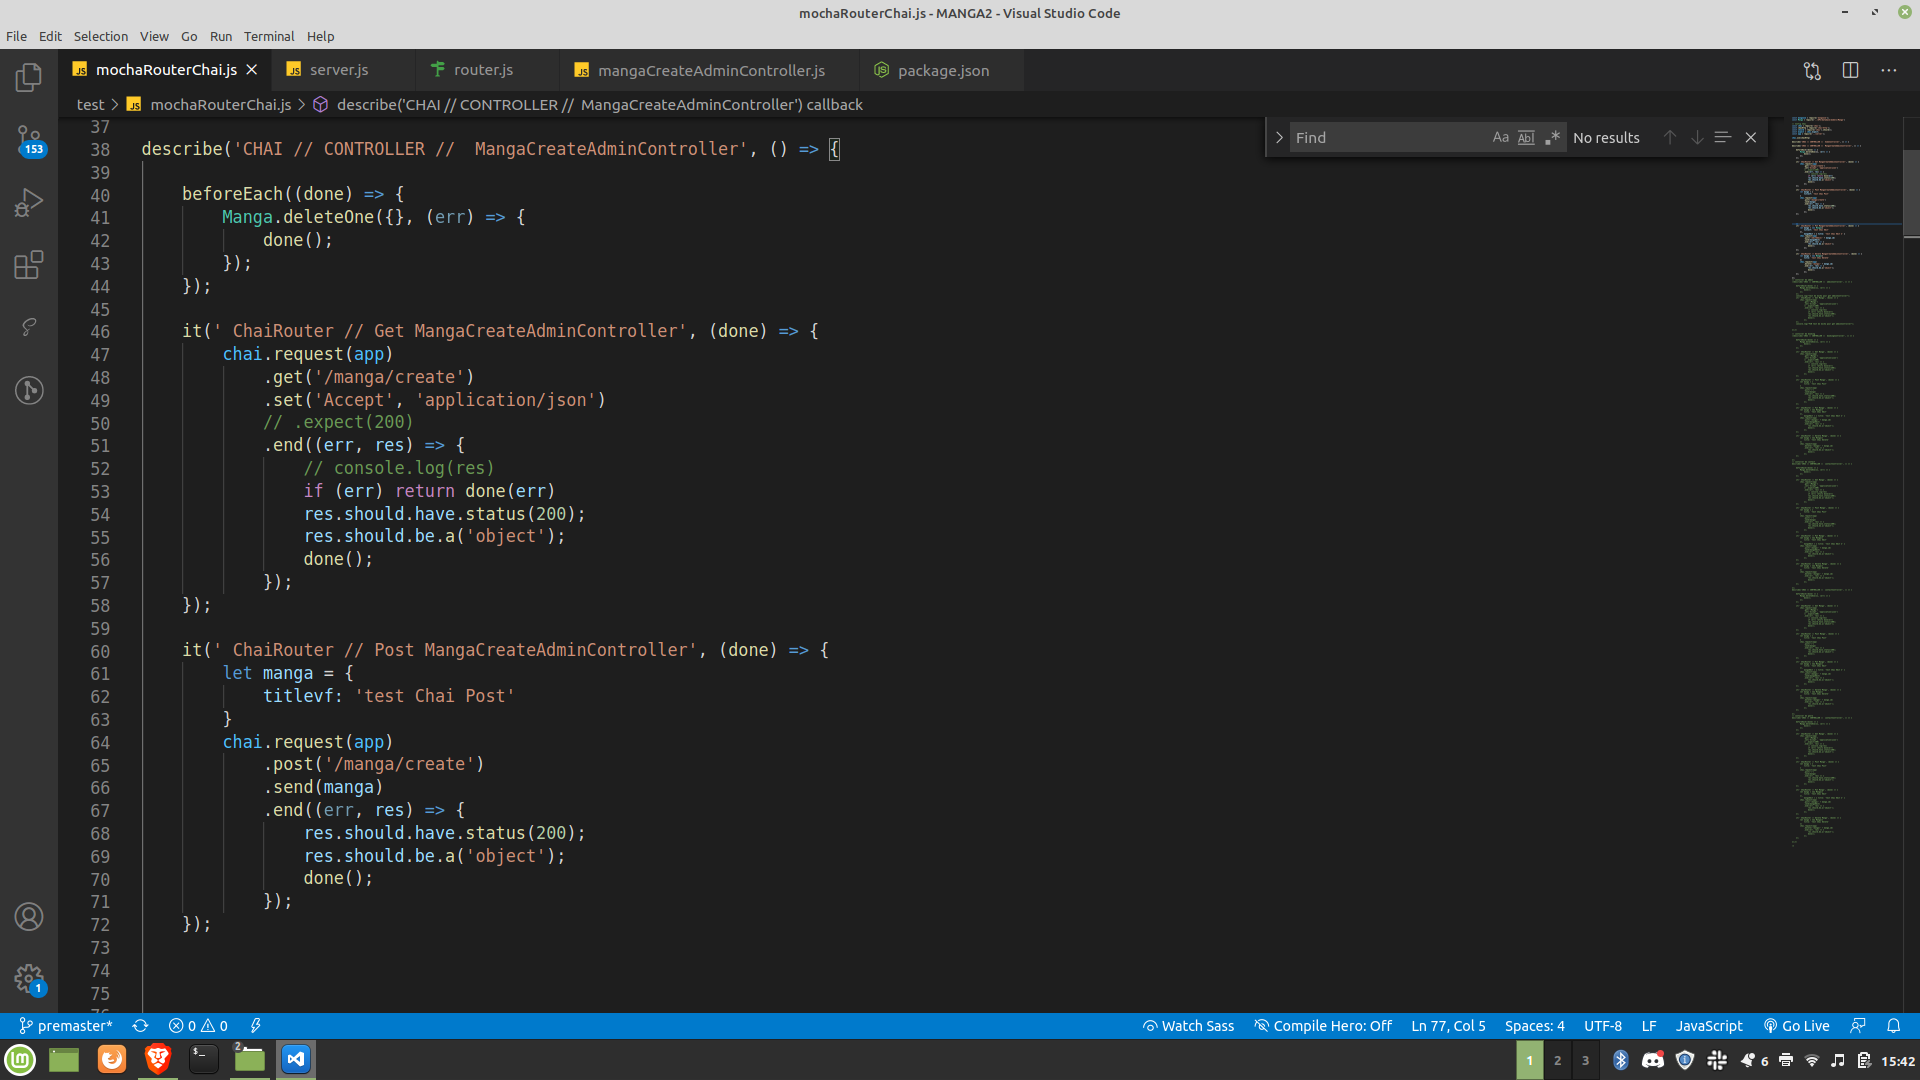 mochaRouterChai.js - MANGA2 - Visual Studio Code
File Edit Selection View Go Run Terminal Help
mochaRouterChai.js server.js router.js mangaCreateAdminController.js package.json
test > mochaRouterChai.js > describe('CHAI // CONTROLLER //  MangaCreateAdminController') callback
Find Aa Abl .* No results
37
38 describe('CHAI // CONTROLLER //  MangaCreateAdminController', () => {
39
40 beforeEach((done) => {
41 Manga.deleteOne({}, (err) => {
42 done();
43 });
44 });
45
46 it(' ChaiRouter // Get MangaCreateAdminController', (done) => {
47 chai.request(app)
48 .get('/manga/create')
49 .set('Accept', 'application/json')
50 // .expect(200)
51 .end((err, res) => {
52 // console.log(res)
53 if (err) return done(err)
54 res.should.have.status(200);
55 res.should.be.a('object');
56 done();
57 });
58 });
59
60 it(' ChaiRouter // Post MangaCreateAdminController', (done) => {
61 let manga = {
62 titlevf: 'test Chai Post'
63 }
64 chai.request(app)
65 .post('/manga/create')
66 .send(manga)
67 .end((err, res) => {
68 res.should.have.status(200);
69 res.should.be.a('object');
70 done();
71 });
72 });
73
74
75
153
1
premaster* 0 0 Watch Sass Compile Hero: Off Ln 77, Col 5 Spaces: 4 UTF-8 LF JavaScript Go Live
2 1 2 3 6 15:42